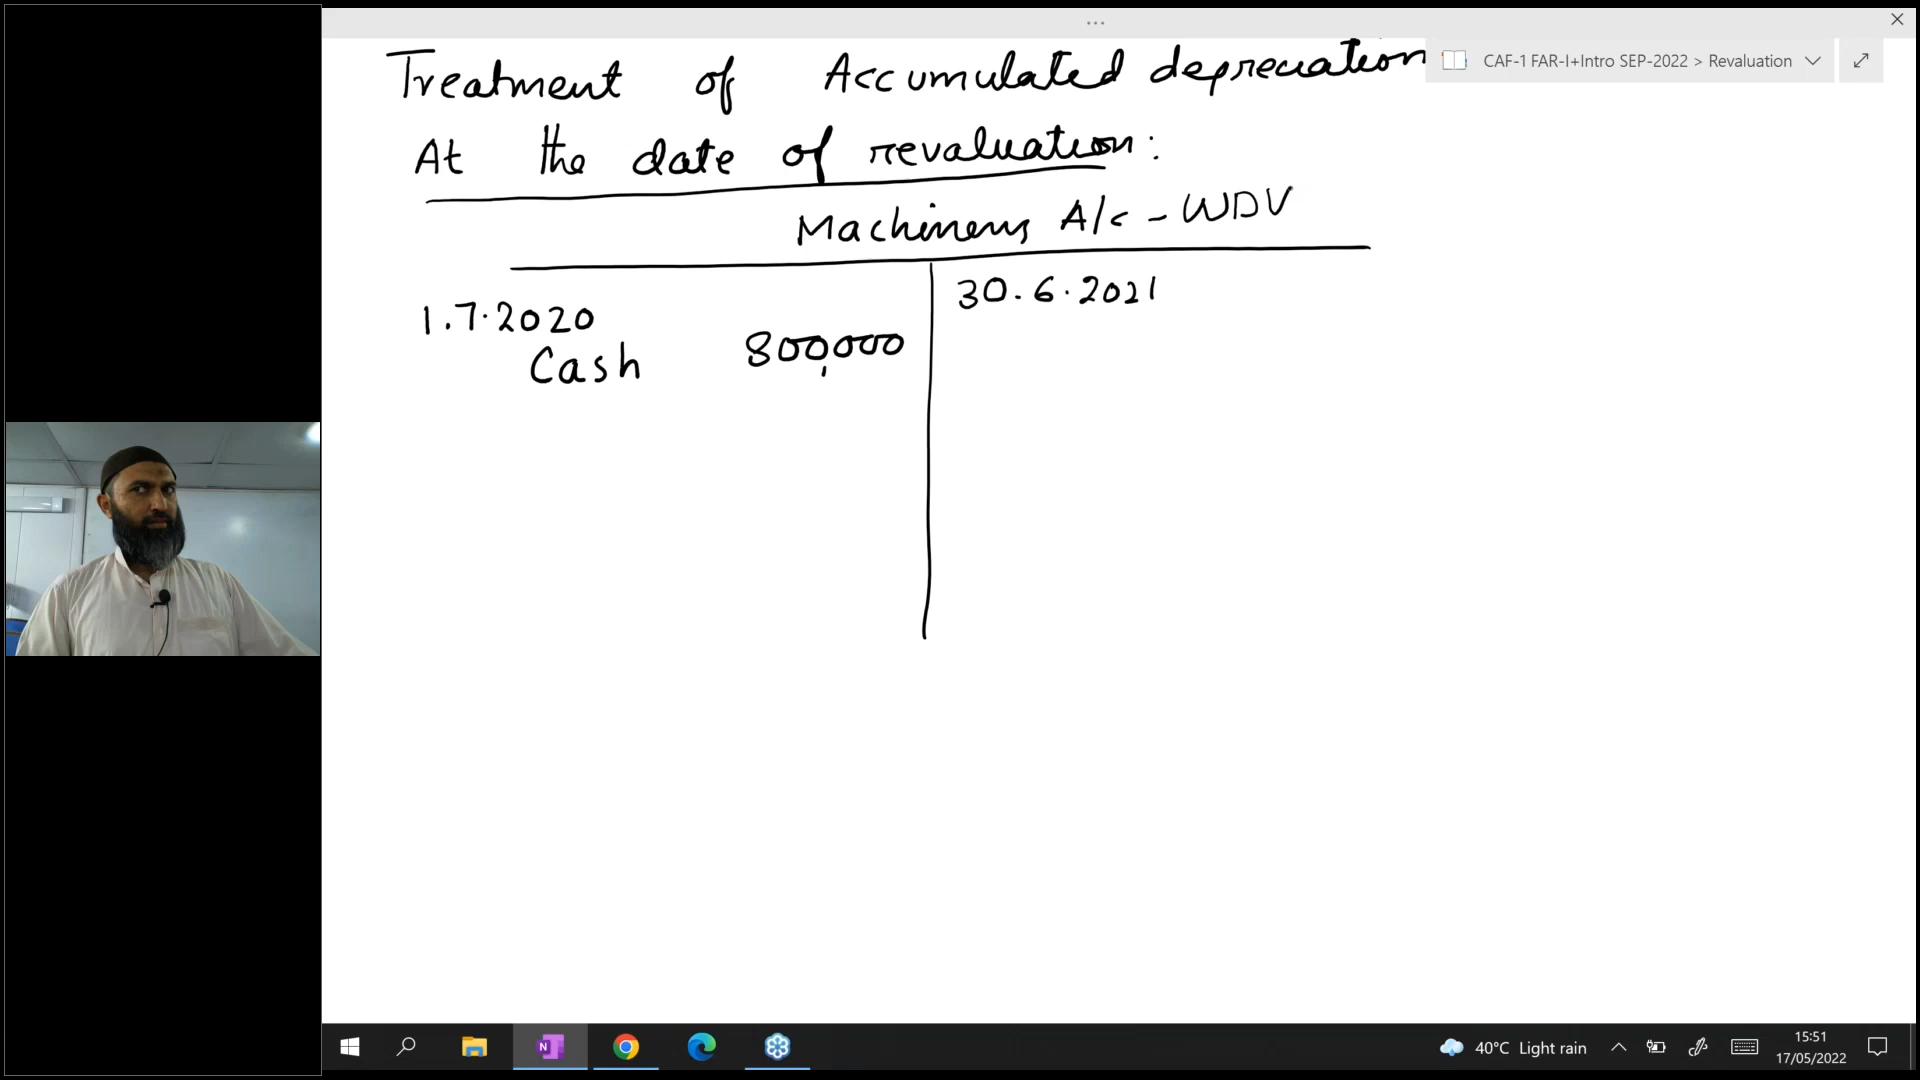 ...
CAF-1 FAR-I+Intro SEP-2022 > Revaluation
Treatment of Accumulated depreciation
At the date of revaluation:
Machinery A/c - WDV
1.7.2020
Cash 800,000
30.6.2021
40°C Light rain
15:51
17/05/2022